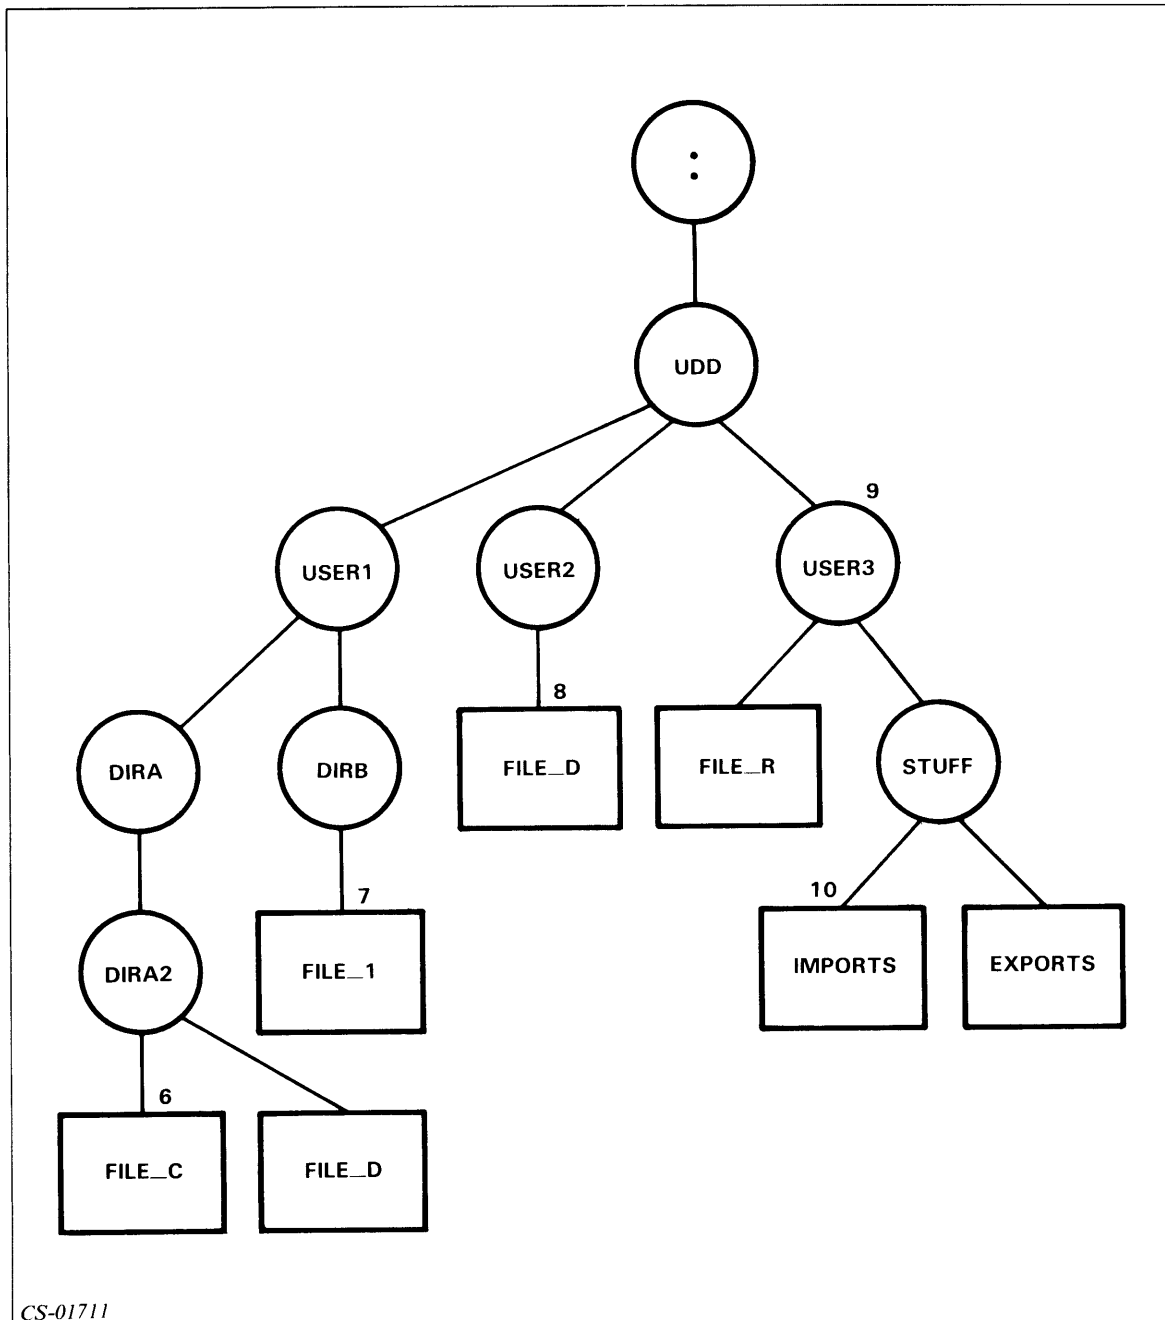 :
UDD
9
USER1
USER2
USER3
8
DIRA
DIRB
FILE_D
FILE_R
STUFF
7
10
DIRA2
FILE_1
IMPORTS
EXPORTS
6
FILE_C
FILE_D
CS-01711